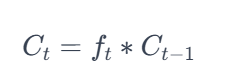 C_t = f_t * C_{t-1}